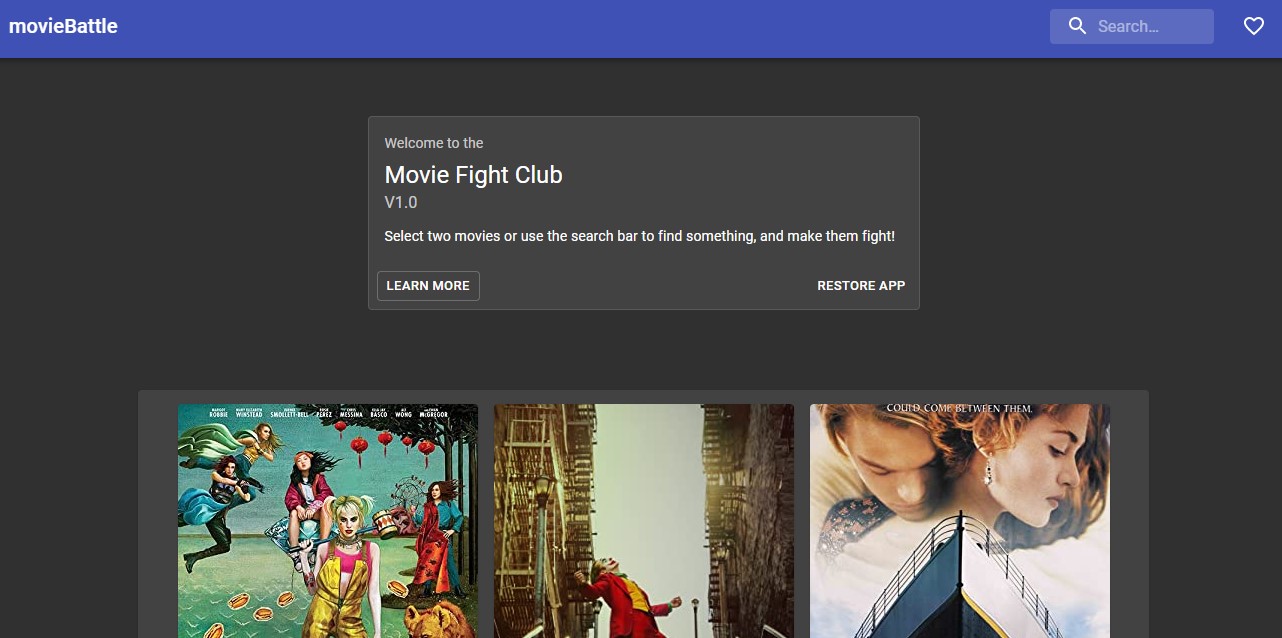 movieBattle
Search…
Welcome to the
Movie Fight Club
V1.0
Select two movies or use the search bar to find something, and make them fight!
LEARN MORE
RESTORE APP
MARGOT ROBBIE MARY ELIZABETH WINSTEAD JURNEE SMOLLETT-BELL ROSIE PEREZ CHRIS MESSINA ELLA JAY BASCO ALI WONG EWAN McGREGOR
COULD COME BETWEEN THEM.